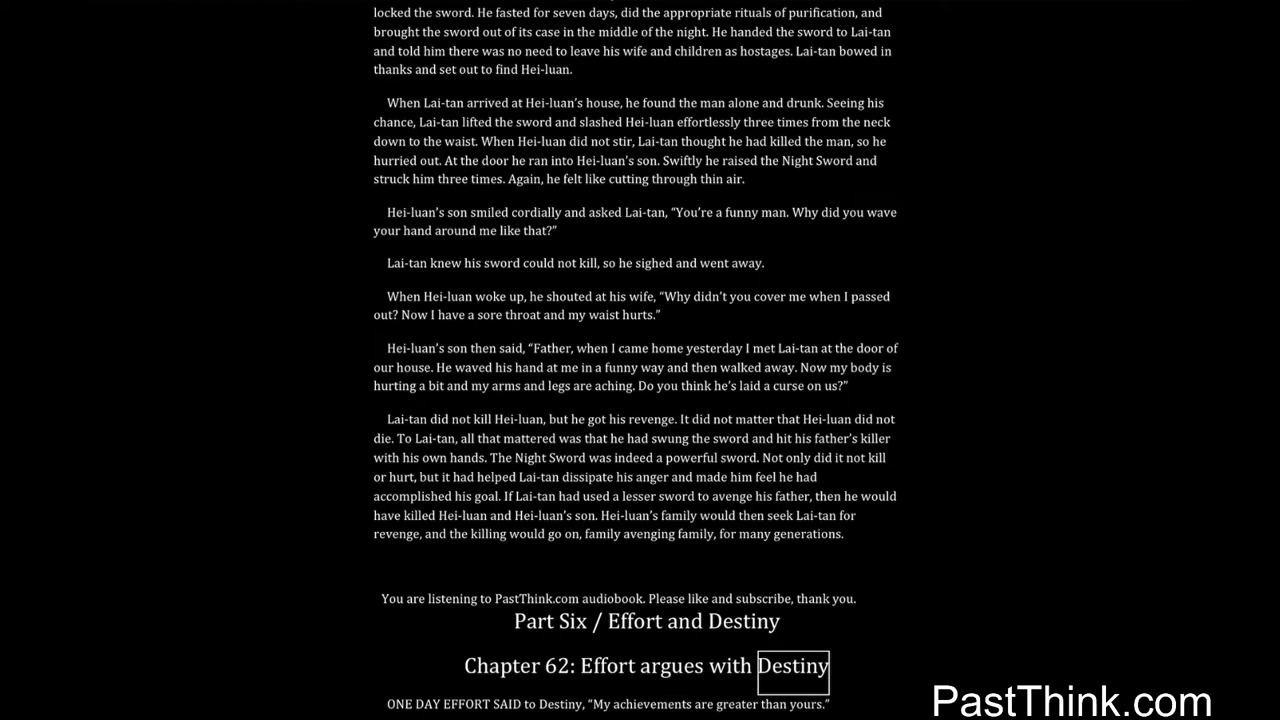 locked the sword. He fasted for seven days, did the appropriate rituals of purification, and
brought the sword out of its case in the middle of the night. He handed the sword to Lai-tan
and told him there was no need to leave his wife and children as hostages. Lai-tan bowed in
thanks and set out to find Hei-luan.
When Lai-tan arrived at Hei-luan’s house, he found the man alone and drunk. Seeing his
chance, Lai-tan lifted the sword and slashed Hei-luan effortlessly three times from the neck
down to the waist. When Hei-luan did not stir, Lai-tan thought he had killed the man, so he
hurried out. At the door he ran into Hei-luan’s son. Swiftly he raised the Night Sword and
struck him three times. Again, he felt like cutting through thin air.
Hei-luan’s son smiled cordially and asked Lai-tan, “You’re a funny man. Why did you wave
your hand around me like that?”
Lai-tan knew his sword could not kill, so he sighed and went away.
When Hei-luan woke up, he shouted at his wife, “Why didn’t you cover me when I passed
out? Now I have a sore throat and my waist hurts.”
Hei-luan’s son then said, “Father, when I came home yesterday I met Lai-tan at the door of
our house. He waved his hand at me in a funny way and then walked away. Now my body is
hurting a bit and my arms and legs are aching. Do you think he’s laid a curse on us?”
Lai-tan did not kill Hei-luan, but he got his revenge. It did not matter that Hei-luan did not
die. To Lai-tan, all that mattered was that he had swung the sword and hit his father’s killer
with his own hands. The Night Sword was indeed a powerful sword. Not only did it not kill
or hurt, but it had helped Lai-tan dissipate his anger and made him feel he had
accomplished his goal. If Lai-tan had used a lesser sword to avenge his father, then he would
have killed Hei-luan and Hei-luan’s son. Hei-luan’s family would then seek Lai-tan for
revenge, and the killing would go on, family avenging family, for many generations.
You are listening to PastThink.com audiobook. Please like and subscribe, thank you.
Part Six / Effort and Destiny
Chapter 62: Effort argues with Destiny
ONE DAY EFFORT SAID to Destiny, “My achievements are greater than yours.”
PastThink.com